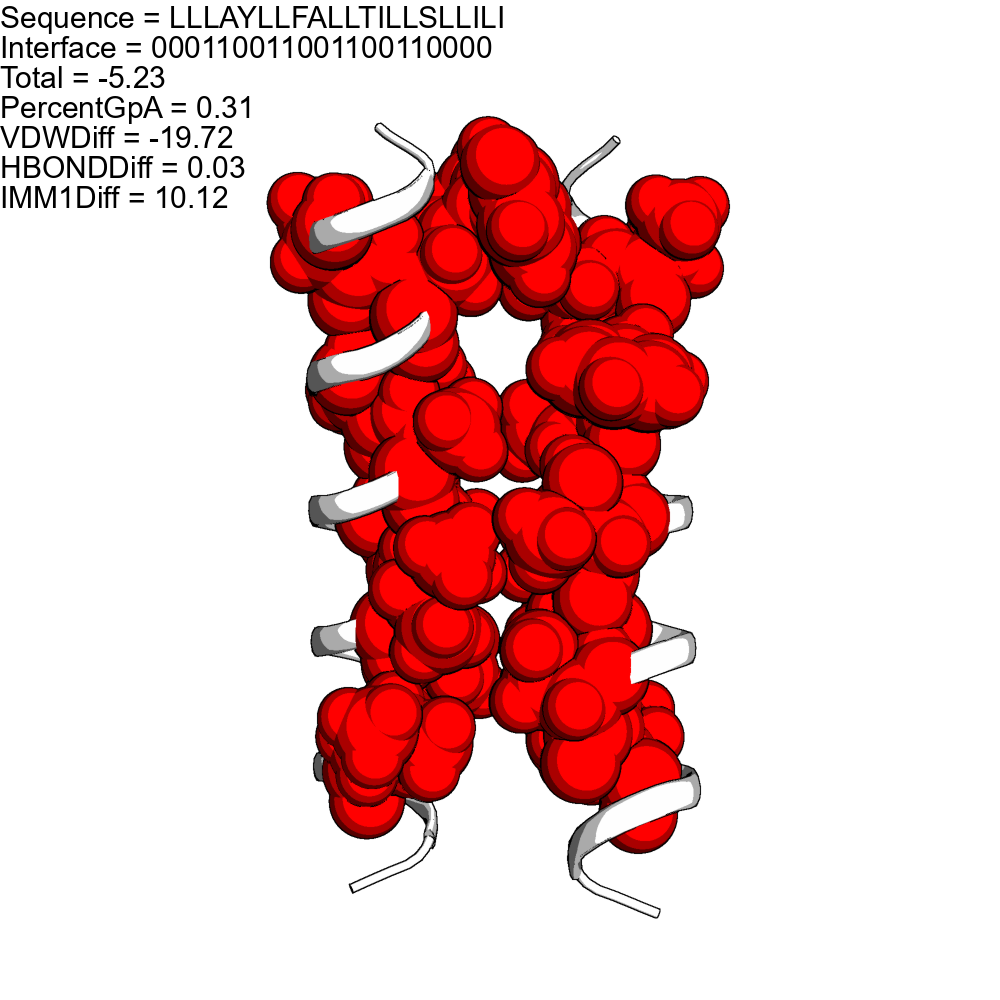 Sequence = LLLAYLLFALLTILLSLLILI
Interface = 000110011001100110000
Total = -5.23
PercentGpA = 0.31
VDWDiff = -19.72
HBONDDiff = 0.03
IMM1Diff = 10.12